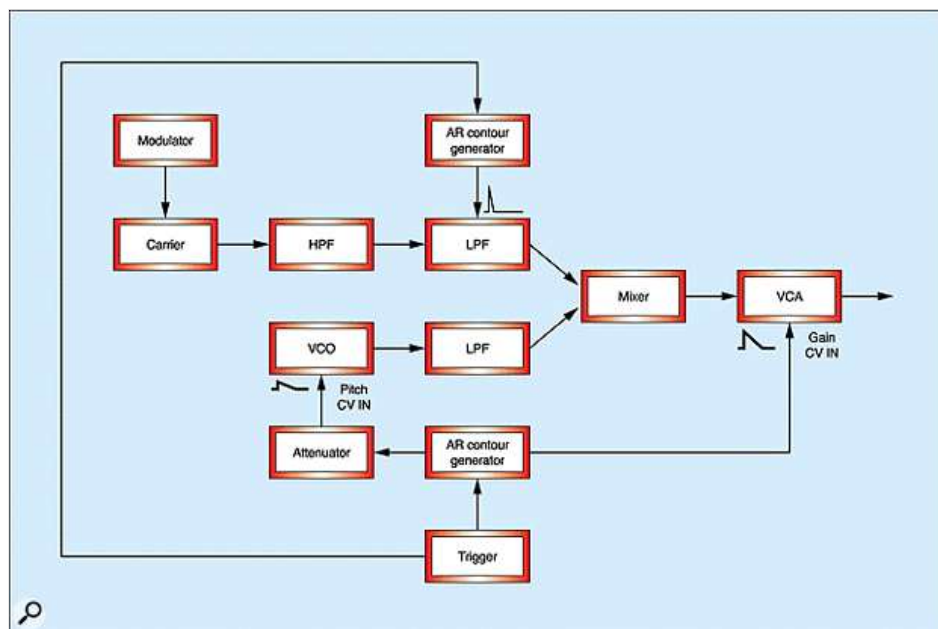 Modulator
AR contour
generator
Carrier
HPF
LPF
Mixer
VCA
VCO
LPF
Pitch
CV IN
Gain
CV IN
Attenuator
AR contour
generator
Trigger